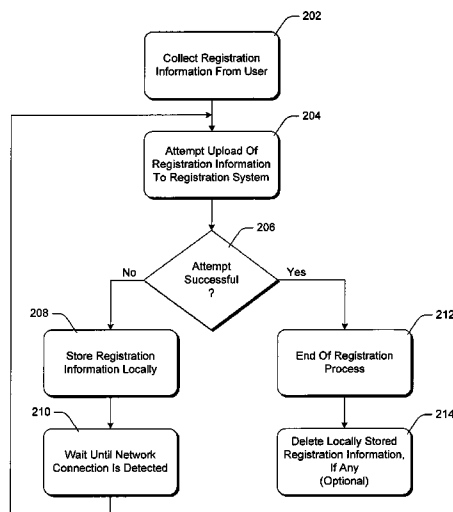 202
Collect Registration
Information From User
204
Attempt Upload Of
Registration Information
To Registration System
206
Attempt
Successful
?
No
Yes
208
Store Registration
Information Locally
212
End Of Registration
Process
210
Wait Until Network
Connection Is Detected
214
Delete Locally Stored
Registration Information,
If Any
(Optional)